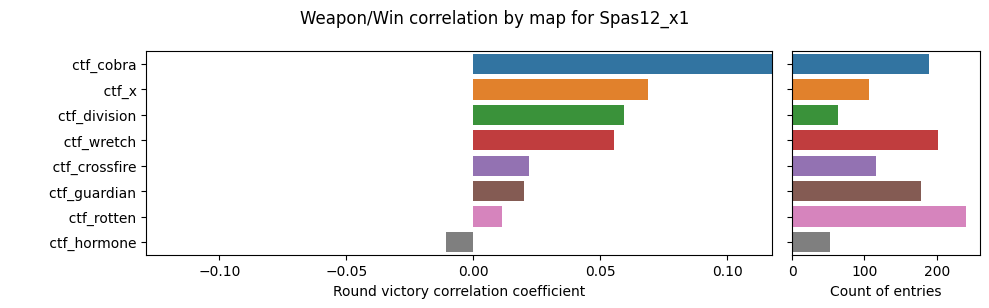 Weapon/Win correlation by map for Spas12_x1
ctf_cobra
ctf_x
ctf_division
ctf_wretch
ctf_crossfire
ctf_guardian
ctf_rotten
ctf_hormone
−0.10 −0.05 0.00 0.05 0.10
0 100 200
Round victory correlation coefficient
Count of entries